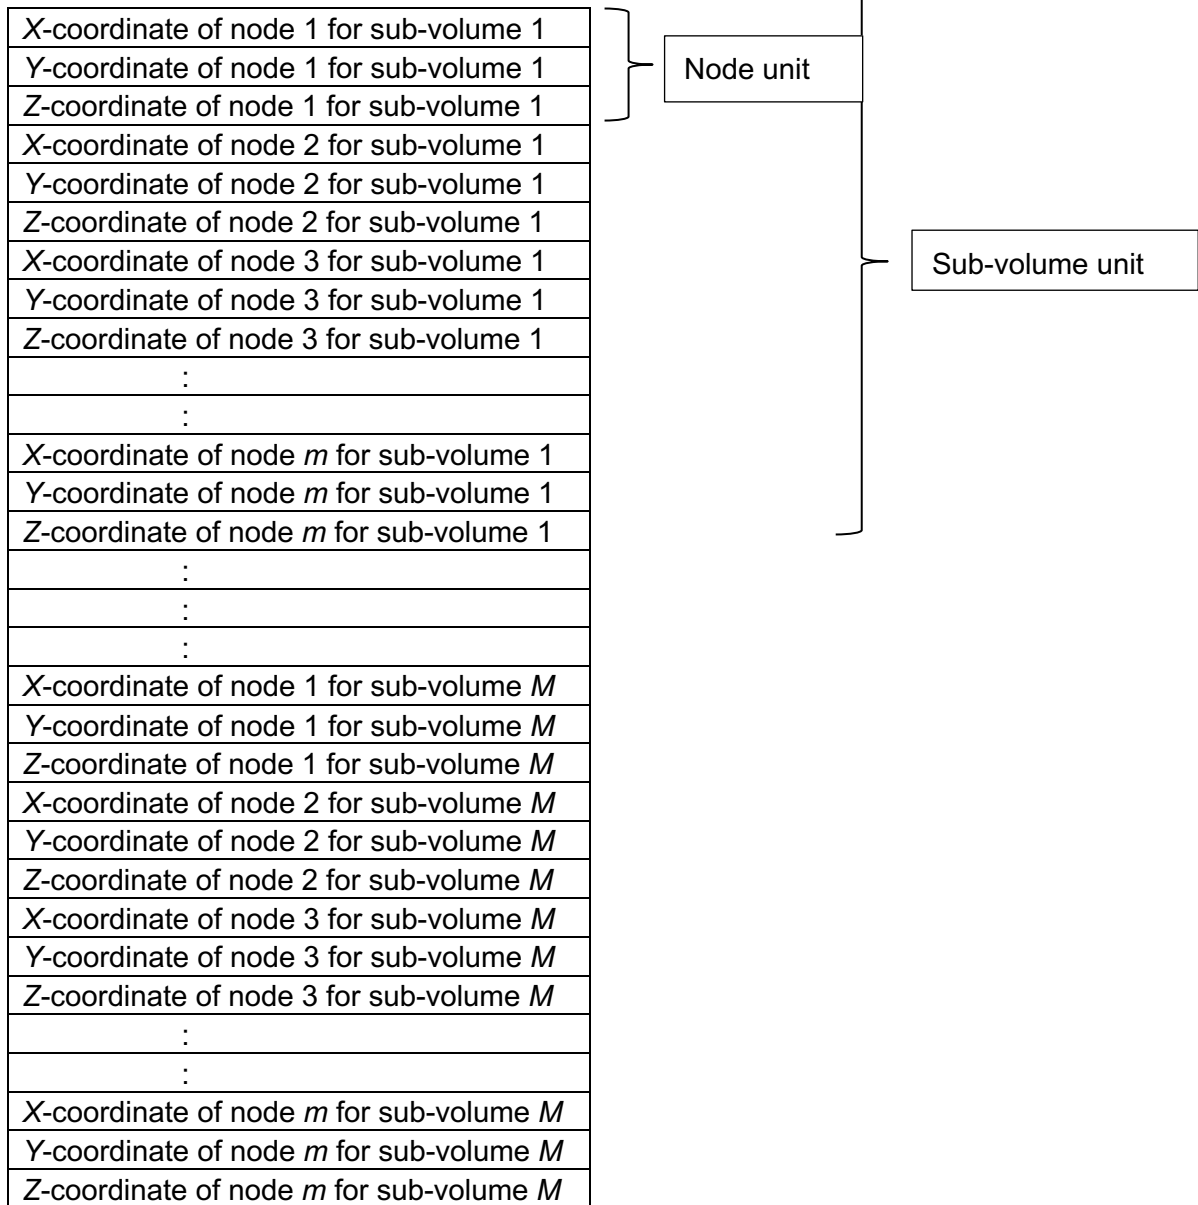 X-coordinate of node 1 for sub-volume 1
Y-coordinate of node 1 for sub-volume 1
Z-coordinate of node 1 for sub-volume 1
Node unit
X-coordinate of node 2 for sub-volume 1
Y-coordinate of node 2 for sub-volume 1
Z-coordinate of node 2 for sub-volume 1
X-coordinate of node 3 for sub-volume 1
Y-coordinate of node 3 for sub-volume 1
Z-coordinate of node 3 for sub-volume 1
Sub-volume unit
:
:
X-coordinate of node m for sub-volume 1
Y-coordinate of node m for sub-volume 1
Z-coordinate of node m for sub-volume 1
:
:
:
X-coordinate of node 1 for sub-volume M
Y-coordinate of node 1 for sub-volume M
Z-coordinate of node 1 for sub-volume M
X-coordinate of node 2 for sub-volume M
Y-coordinate of node 2 for sub-volume M
Z-coordinate of node 2 for sub-volume M
X-coordinate of node 3 for sub-volume M
Y-coordinate of node 3 for sub-volume M
Z-coordinate of node 3 for sub-volume M
:
:
X-coordinate of node m for sub-volume M
Y-coordinate of node m for sub-volume M
Z-coordinate of node m for sub-volume M